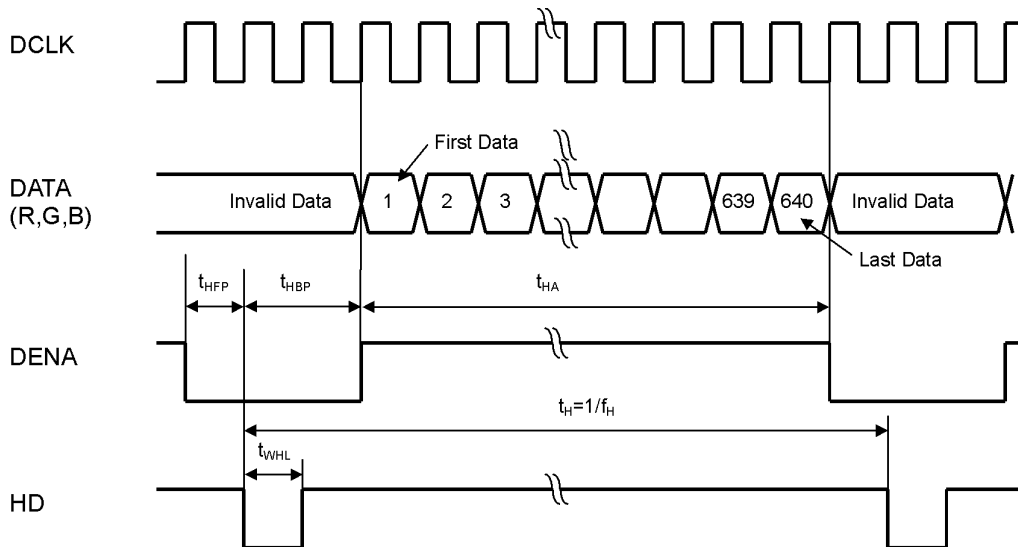 DCLK
First Data
DATA
(R,G,B)
Invalid Data 1 2 3 639 640 Invalid Data
Last Data
tHFP tHBP tHA
DENA
tH=1/fH
tWHL
HD